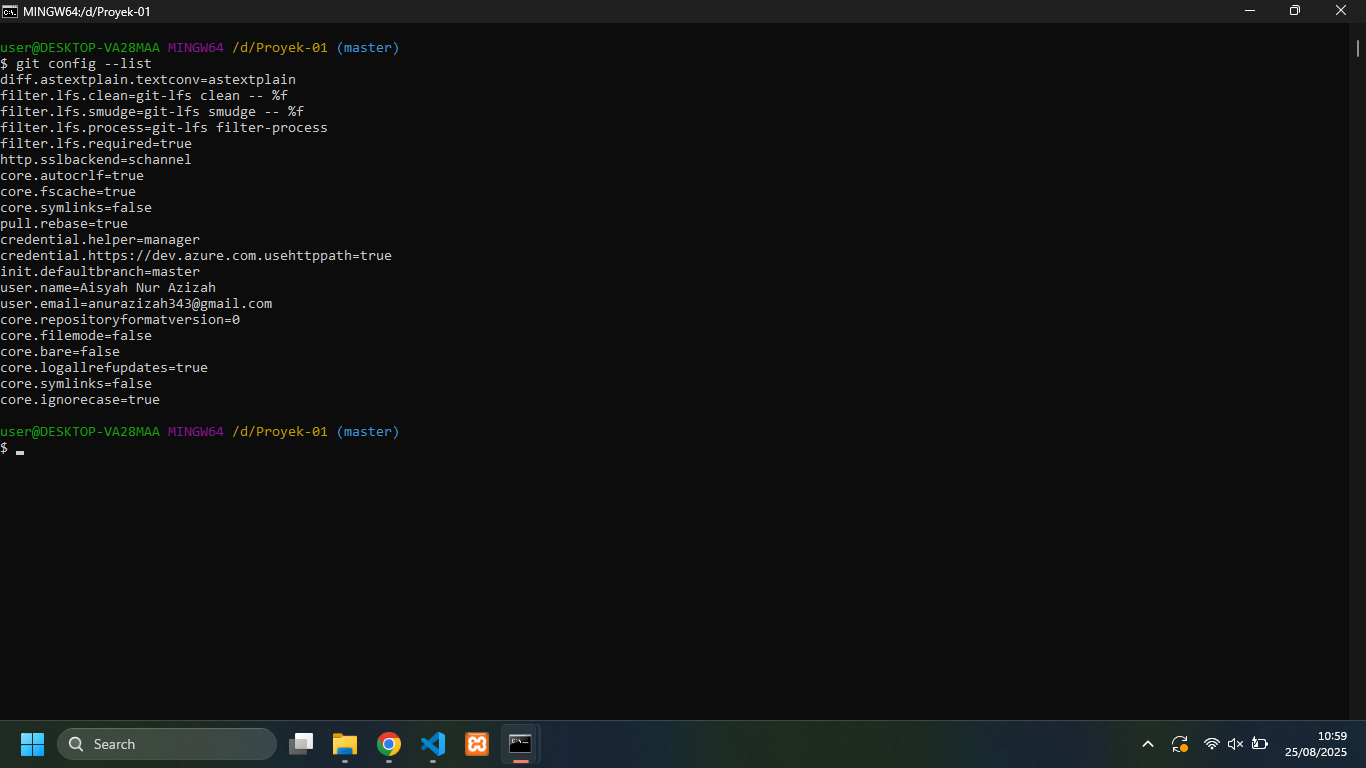 MINGW64:/d/Proyek-01
user@DESKTOP-VA28MAA MINGW64 /d/Proyek-01 (master)
$ git config --list
diff.astextplain.textconv=astextplain
filter.lfs.clean=git-lfs clean -- %f
filter.lfs.smudge=git-lfs smudge -- %f
filter.lfs.process=git-lfs filter-process
filter.lfs.required=true
http.sslbackend=schannel
core.autocrlf=true
core.fscache=true
core.symlinks=false
pull.rebase=true
credential.helper=manager
credential.https://dev.azure.com.usehttppath=true
init.defaultbranch=master
user.name=Aisyah Nur Azizah
user.email=anurazizah343@gmail.com
core.repositoryformatversion=0
core.filemode=false
core.bare=false
core.logallrefupdates=true
core.symlinks=false
core.ignorecase=true
user@DESKTOP-VA28MAA MINGW64 /d/Proyek-01 (master)
$
Search
10:59
25/08/2025